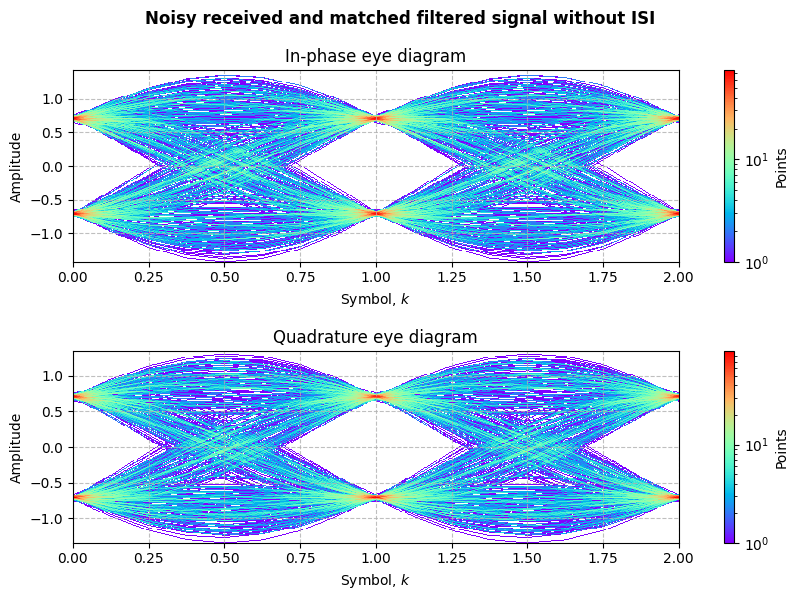 Noisy received and matched filtered signal without ISI
In-phase eye diagram
1.0
0.5
0.0
−0.5
−1.0
Amplitude
0.00 0.25 0.50 0.75 1.00 1.25 1.50 1.75 2.00
Symbol, k
10¹
10⁰
Points
Quadrature eye diagram
1.0
0.5
0.0
−0.5
−1.0
Amplitude
0.00 0.25 0.50 0.75 1.00 1.25 1.50 1.75 2.00
Symbol, k
10¹
10⁰
Points